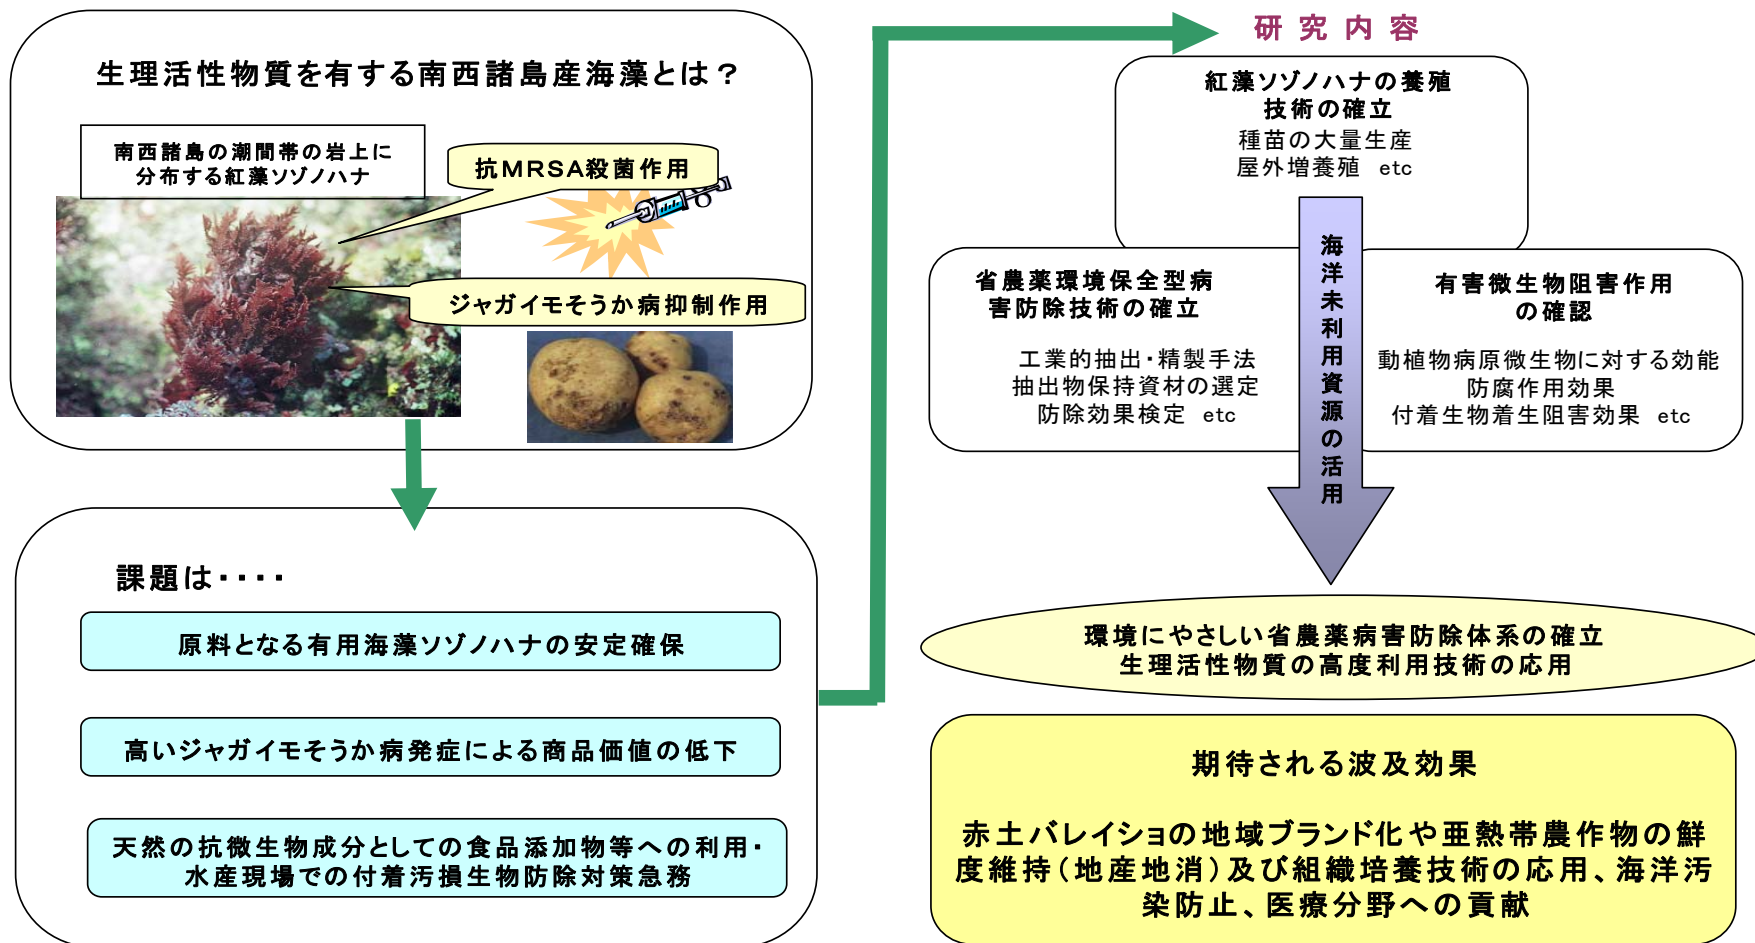 生理活性物質を有する南西諸島産海藻とは？
南西諸島の潮間帯の岩上に
分布する紅藻ソゾノハナ
抗ＭＲＳＡ殺菌作用
ジャガイモそうか病抑制作用
課題は・・・・
原料となる有用海藻ソゾノハナの安定確保
高いジャガイモそうか病発症による商品価値の低下
天然の抗微生物成分としての食品添加物等への利用・
水産現場での付着汚損生物防除対策急務
研究内容
紅藻ソゾノハナの養殖
技術の確立
種苗の大量生産
屋外増養殖 etc
省農薬環境保全型病
害防除技術の確立
工業的抽出・精製手法
抽出物保持資材の選定
防除効果検定 etc
海洋未利用資源の活用
有害微生物阻害作用
の確認
動植物病原微生物に対する効能
防腐作用効果
付着生物着生阻害効果 etc
環境にやさしい省農薬病害防除体系の確立
生理活性物質の高度利用技術の応用
期待される波及効果
赤土バレイショの地域ブランド化や亜熱帯農作物の鮮
度維持（地産地消）及び組織培養技術の応用、海洋汚
染防止、医療分野への貢献